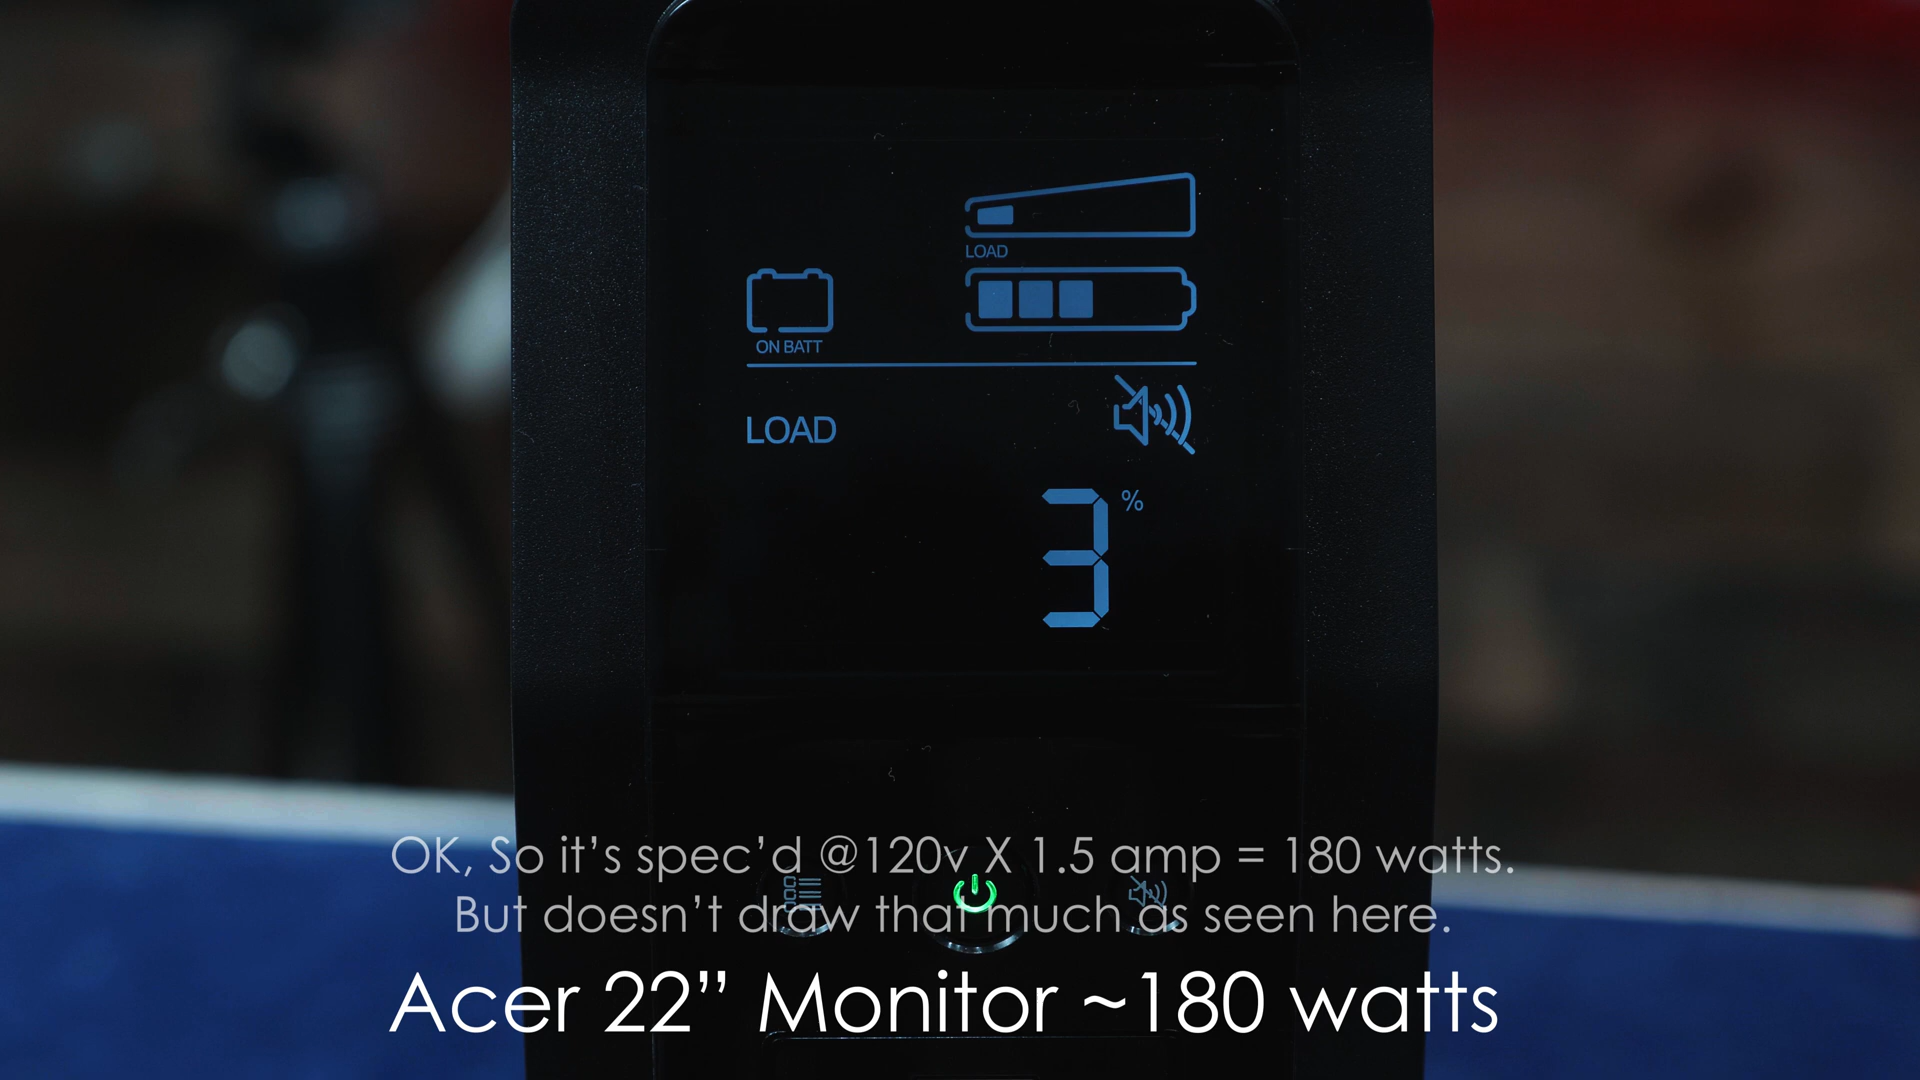 LOAD
ON BATT
LOAD
3 %
OK, So it’s spec’d @120v X 1.5 amp = 180 watts.
But doesn’t draw that much as seen here.
Acer 22” Monitor ~180 watts